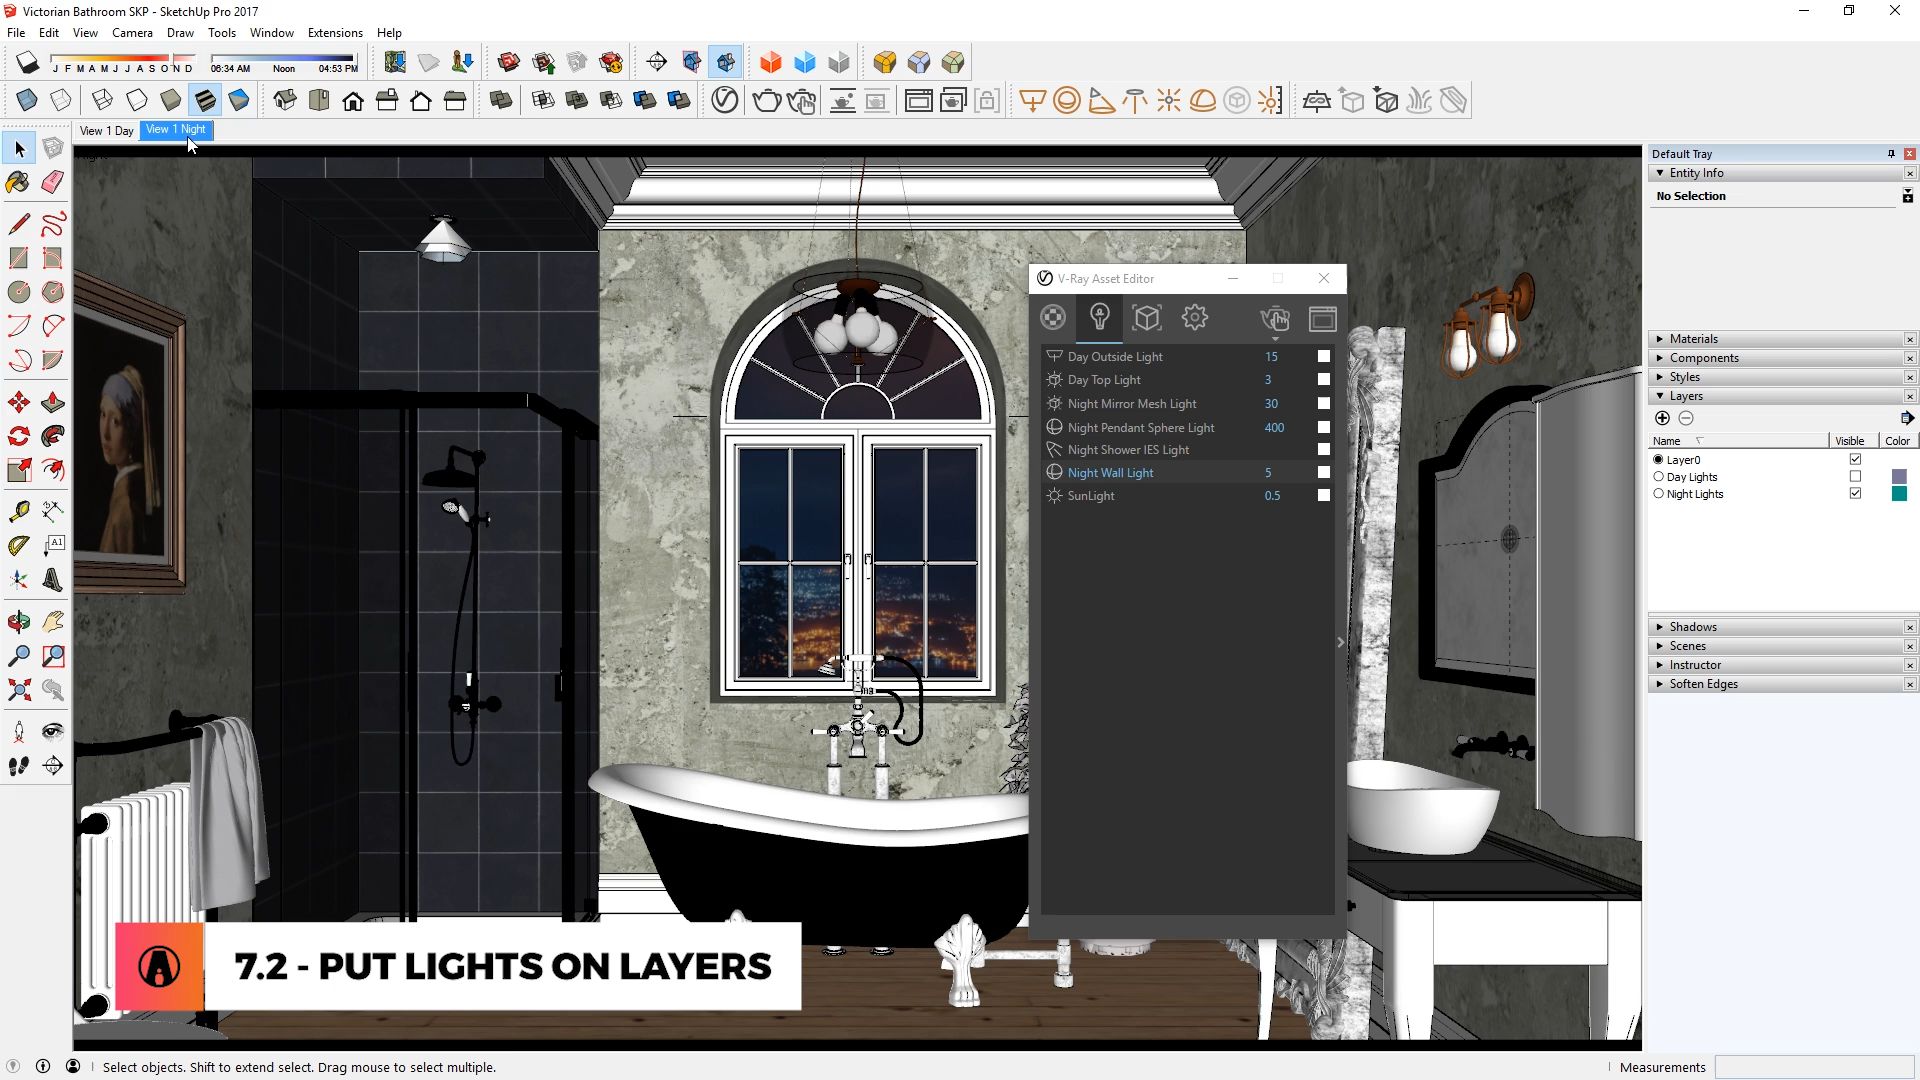 Victorian Bathroom SKP - SketchUp Pro 2017
File Edit View Camera Draw Tools Window Extensions Help
J F M A M J J A S O N D
06:34 AM Noon 04:53 PM
View 1 Day
View 1 Night
Default Tray
Entity Info
No Selection
V-Ray Asset Editor
Day Outside Light 15
Day Top Light 3
Night Mirror Mesh Light 30
Night Pendant Sphere Light 400
Night Shower IES Light
Night Wall Light 5
SunLight 0.5
Materials
Components
Styles
Layers
Name Visible Color
Layer0
Day Lights
Night Lights
Shadows
Scenes
Instructor
Soften Edges
A1
7.2 - PUT LIGHTS ON LAYERS
Select objects. Shift to extend select. Drag mouse to select multiple.
Measurements